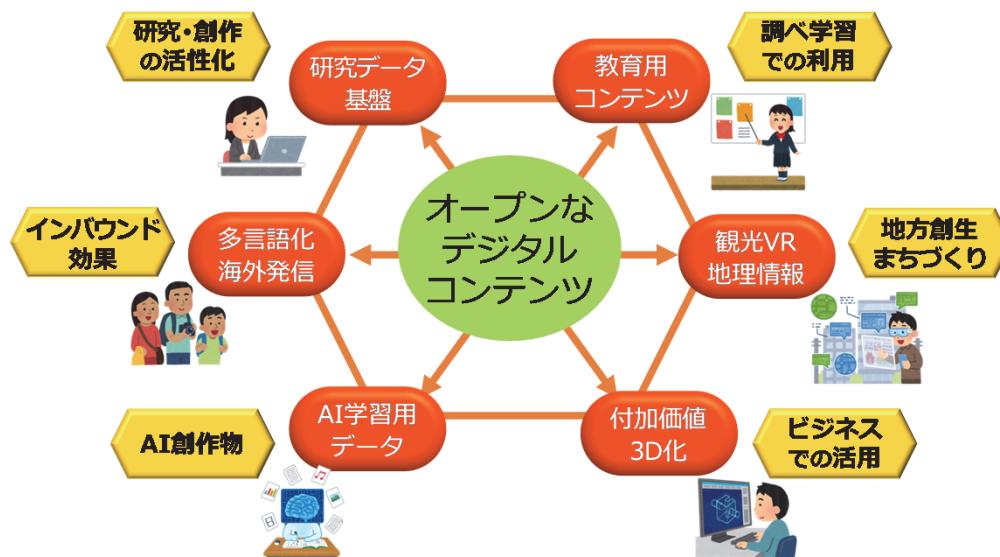 研究・創作
の活性化
研究データ
基盤
教育用
コンテンツ
調べ学習
での利用
インバウンド
効果
多言語化
海外発信
オープンな
デジタル
コンテンツ
観光VR
地理情報
地方創生
まちづくり
AI創作物
AI学習用
データ
付加価値
3D化
ビジネス
での活用